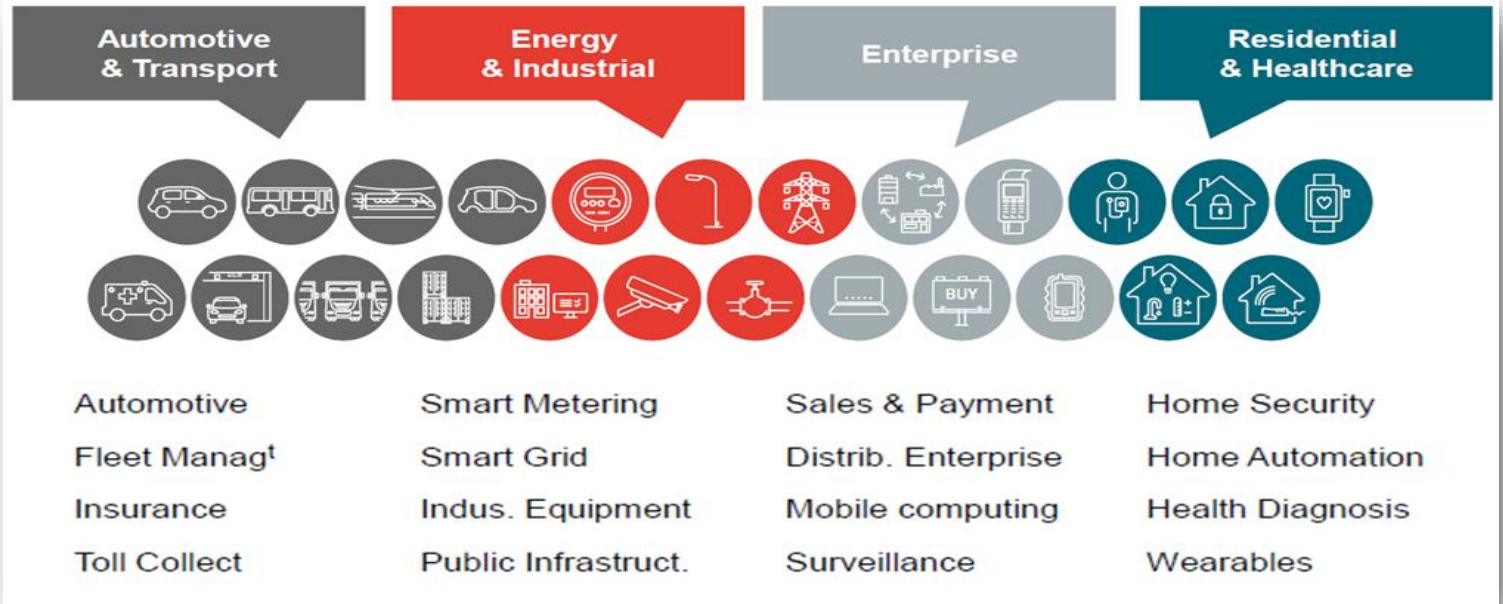 Automotive
& Transport
Energy
& Industrial
Enterprise
Residential
& Healthcare
BUY
Automotive
Smart Metering
Sales & Payment
Home Security
Fleet Managᵗ
Smart Grid
Distrib. Enterprise
Home Automation
Insurance
Indus. Equipment
Mobile computing
Health Diagnosis
Toll Collect
Public Infrastruct.
Surveillance
Wearables